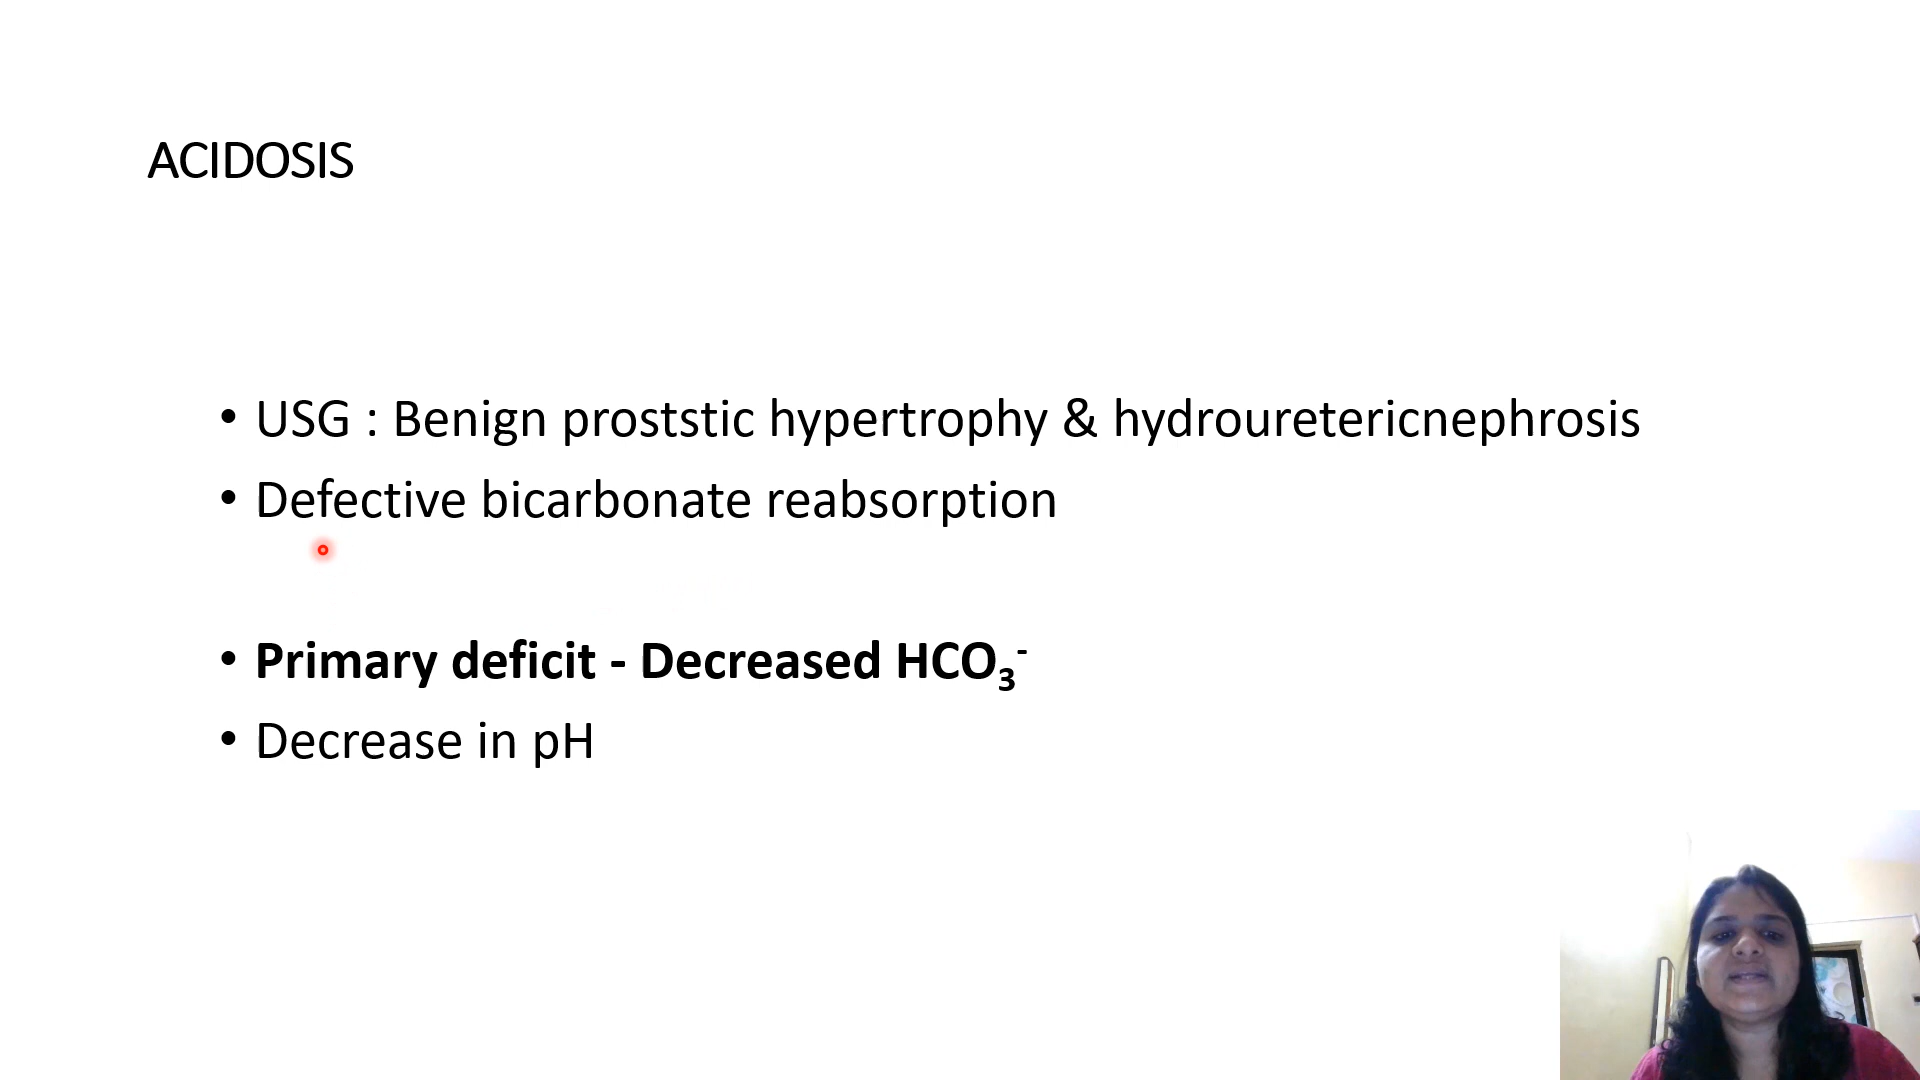 ACIDOSIS
• USG : Benign proststic hypertrophy & hydrouretericnephrosis
• Defective bicarbonate reabsorption
• Primary deficit - Decreased HCO₃⁻
• Decrease in pH